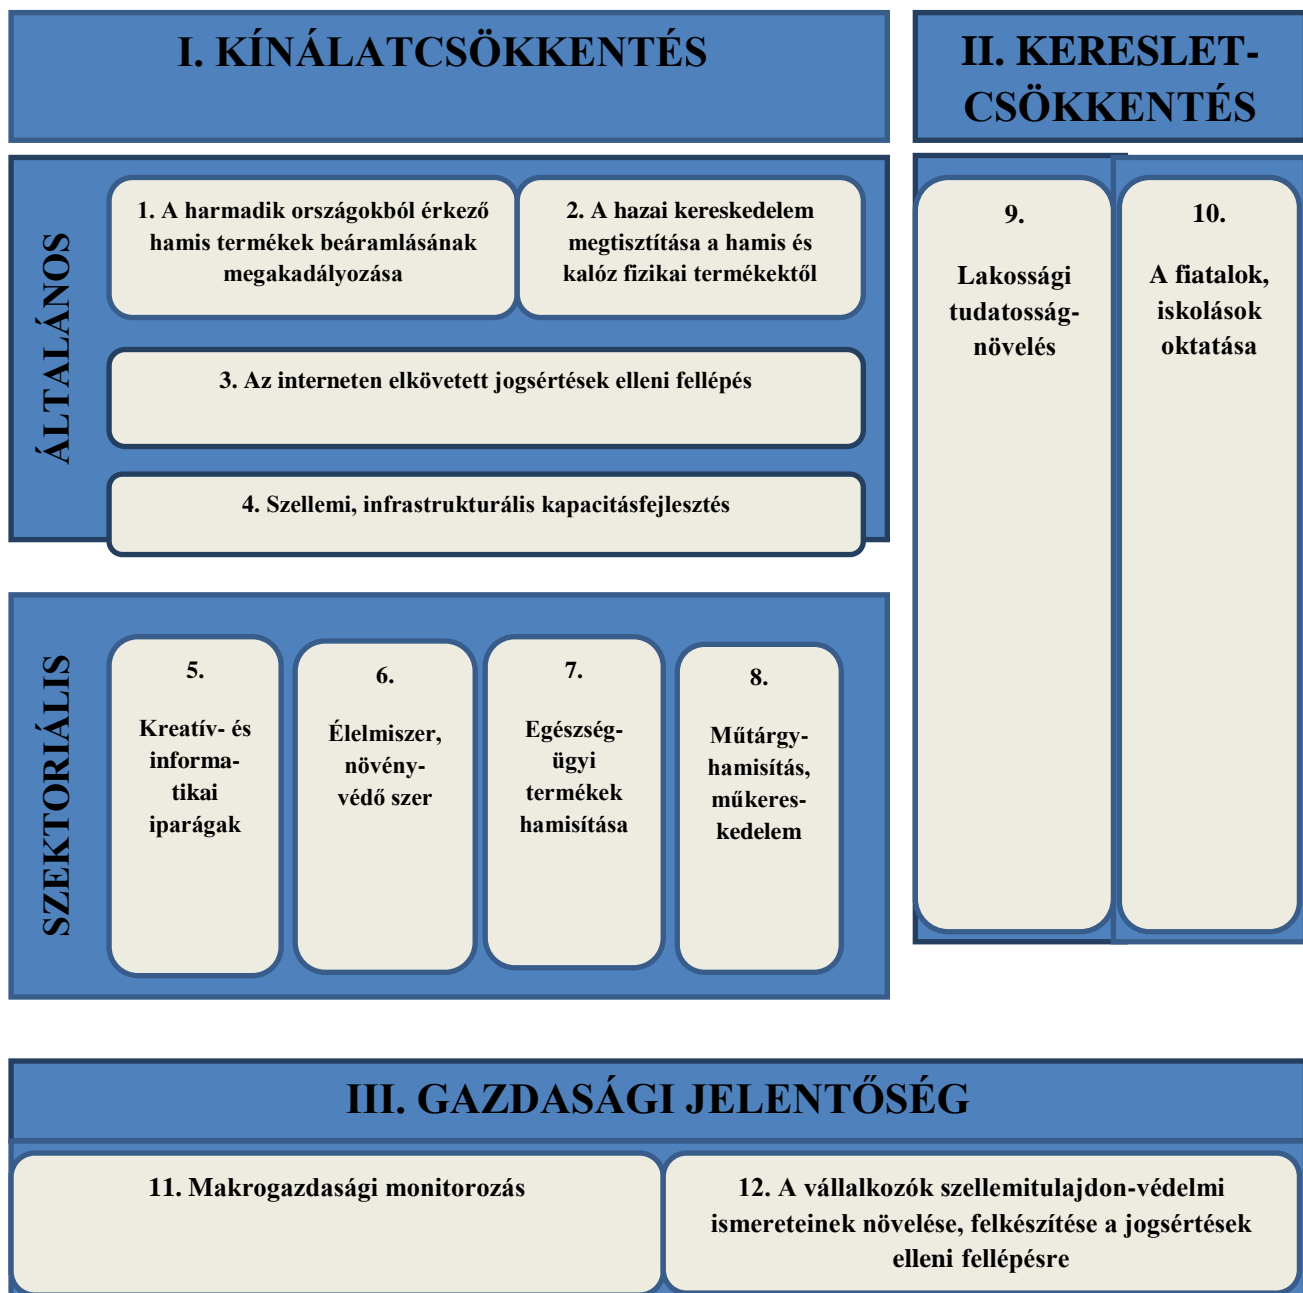 I. KÍNÁLATCSÖKKENTÉS
II. KERESLET-
CSÖKKENTÉS
ÁLTALÁNOS
1. A harmadik országokból érkező
hamis termékek beáramlásának
megakadályozása
2. A hazai kereskedelem
megtisztítása a hamis és
kalóz fizikai termékektől
3. Az interneten elkövetett jogsértések elleni fellépés
4. Szellemi, infrastrukturális kapacitásfejlesztés
SZEKTORIÁLIS
5.
Kreatív- és
informa-
tikai
iparágak
6.
Élelmiszer,
növény-
védő szer
7.
Egészség-
ügyi
termékek
hamisítása
8.
Műtárgy-
hamisítás,
műkeres-
kedelem
9.
Lakossági
tudatosság-
növelés
10.
A fiatalok,
iskolások
oktatása
III. GAZDASÁGI JELENTŐSÉG
11. Makrogazdasági monitorozás
12. A vállalkozók szellemitulajdon-védelmi
ismereteinek növelése, felkészítése a jogsértések
elleni fellépésre